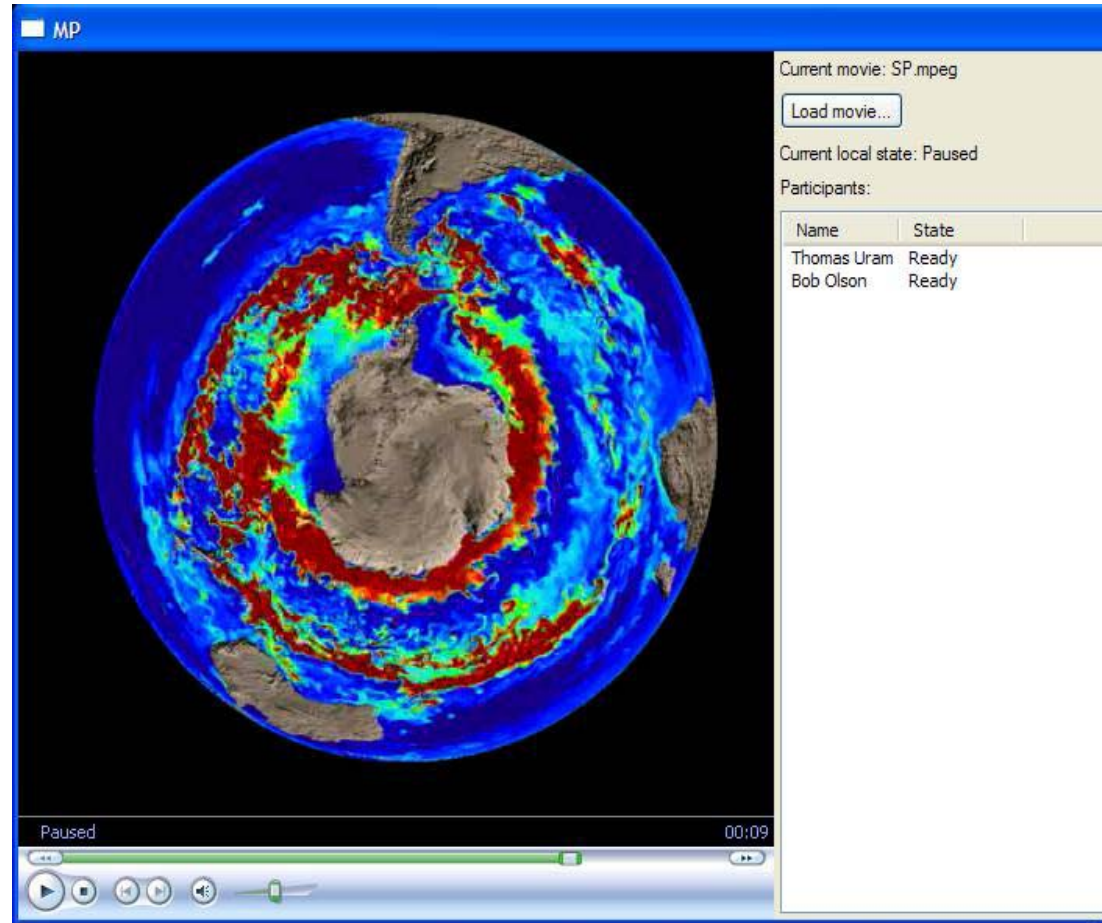 MP
Current movie: SP.mpeg
Load movie...
Current local state: Paused
Participants:
Name State
Thomas Uram Ready
Bob Olson Ready
Paused 00:09